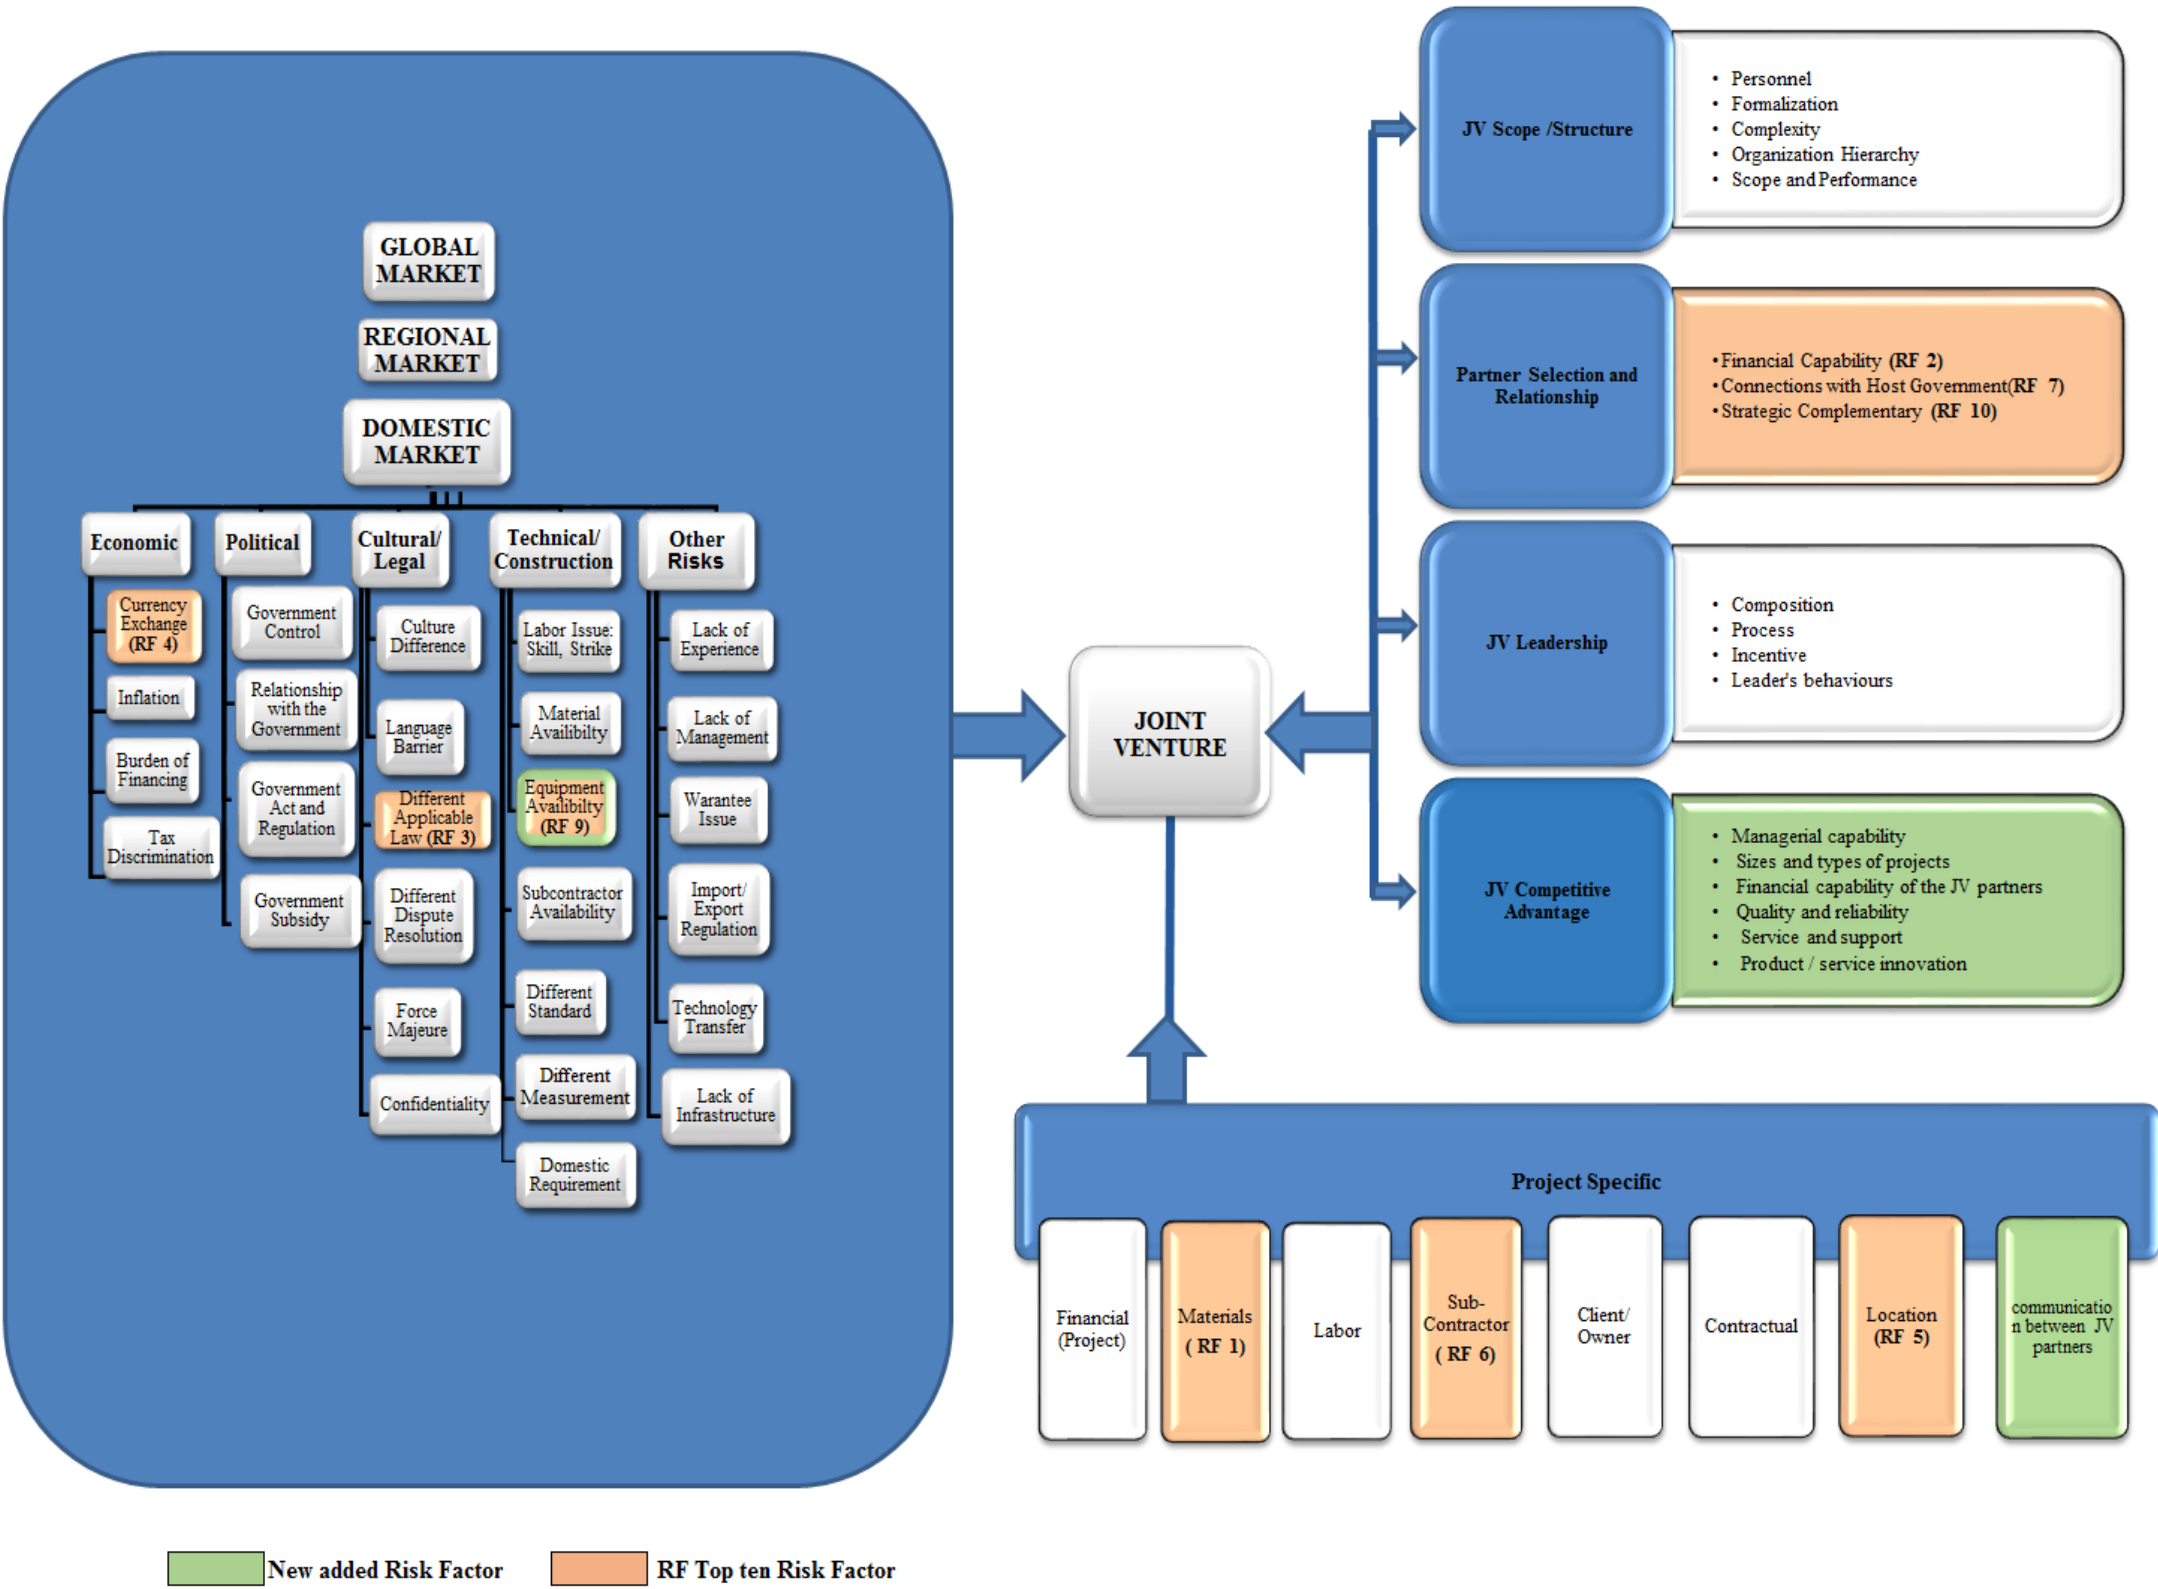 GLOBAL
MARKET
REGIONAL
MARKET
DOMESTIC
MARKET
Economic
Currency
Exchange
(RF 4)
Inflation
Burden of
Financing
Tax
Discrimination
Political
Government
Control
Relationship
with the
Government
Government
Act and
Regulation
Government
Subsidy
Cultural/
Legal
Culture
Difference
Language
Barrier
Different
Applicable
Law (RF 3)
Different
Dispute
Resolution
Force
Majeure
Confidentiality
Technical/
Construction
Labor Issue:
Skill, Strike
Material
Availibilty
Equipment
Availibilty
(RF 9)
Subcontractor
Availability
Different
Standard
Different
Measurement
Domestic
Requirement
Other
Risks
Lack of
Experience
Lack of
Management
Warantee
Issue
Import/
Export
Regulation
Technology
Transfer
Lack of
Infrastructure
JOINT
VENTURE
JV Scope /Structure
• Personnel
• Formalization
• Complexity
• Organization Hierarchy
• Scope and Performance
Partner Selection and
Relationship
•Financial Capability (RF 2)
•Connections with Host Government(RF 7)
•Strategic Complementary (RF 10)
JV Leadership
• Composition
• Process
• Incentive
• Leader's behaviours
JV Competitive
Advantage
• Managerial capability
• Sizes and types of projects
• Financial capability of the JV partners
• Quality and reliability
• Service and support
• Product / service innovation
Project Specific
Financial
(Project)
Materials
( RF 1)
Labor
Sub-
Contractor
( RF 6)
Client/
Owner
Contractual
Location
(RF 5)
communicatio
n between JV
partners
New added Risk Factor
RF Top ten Risk Factor